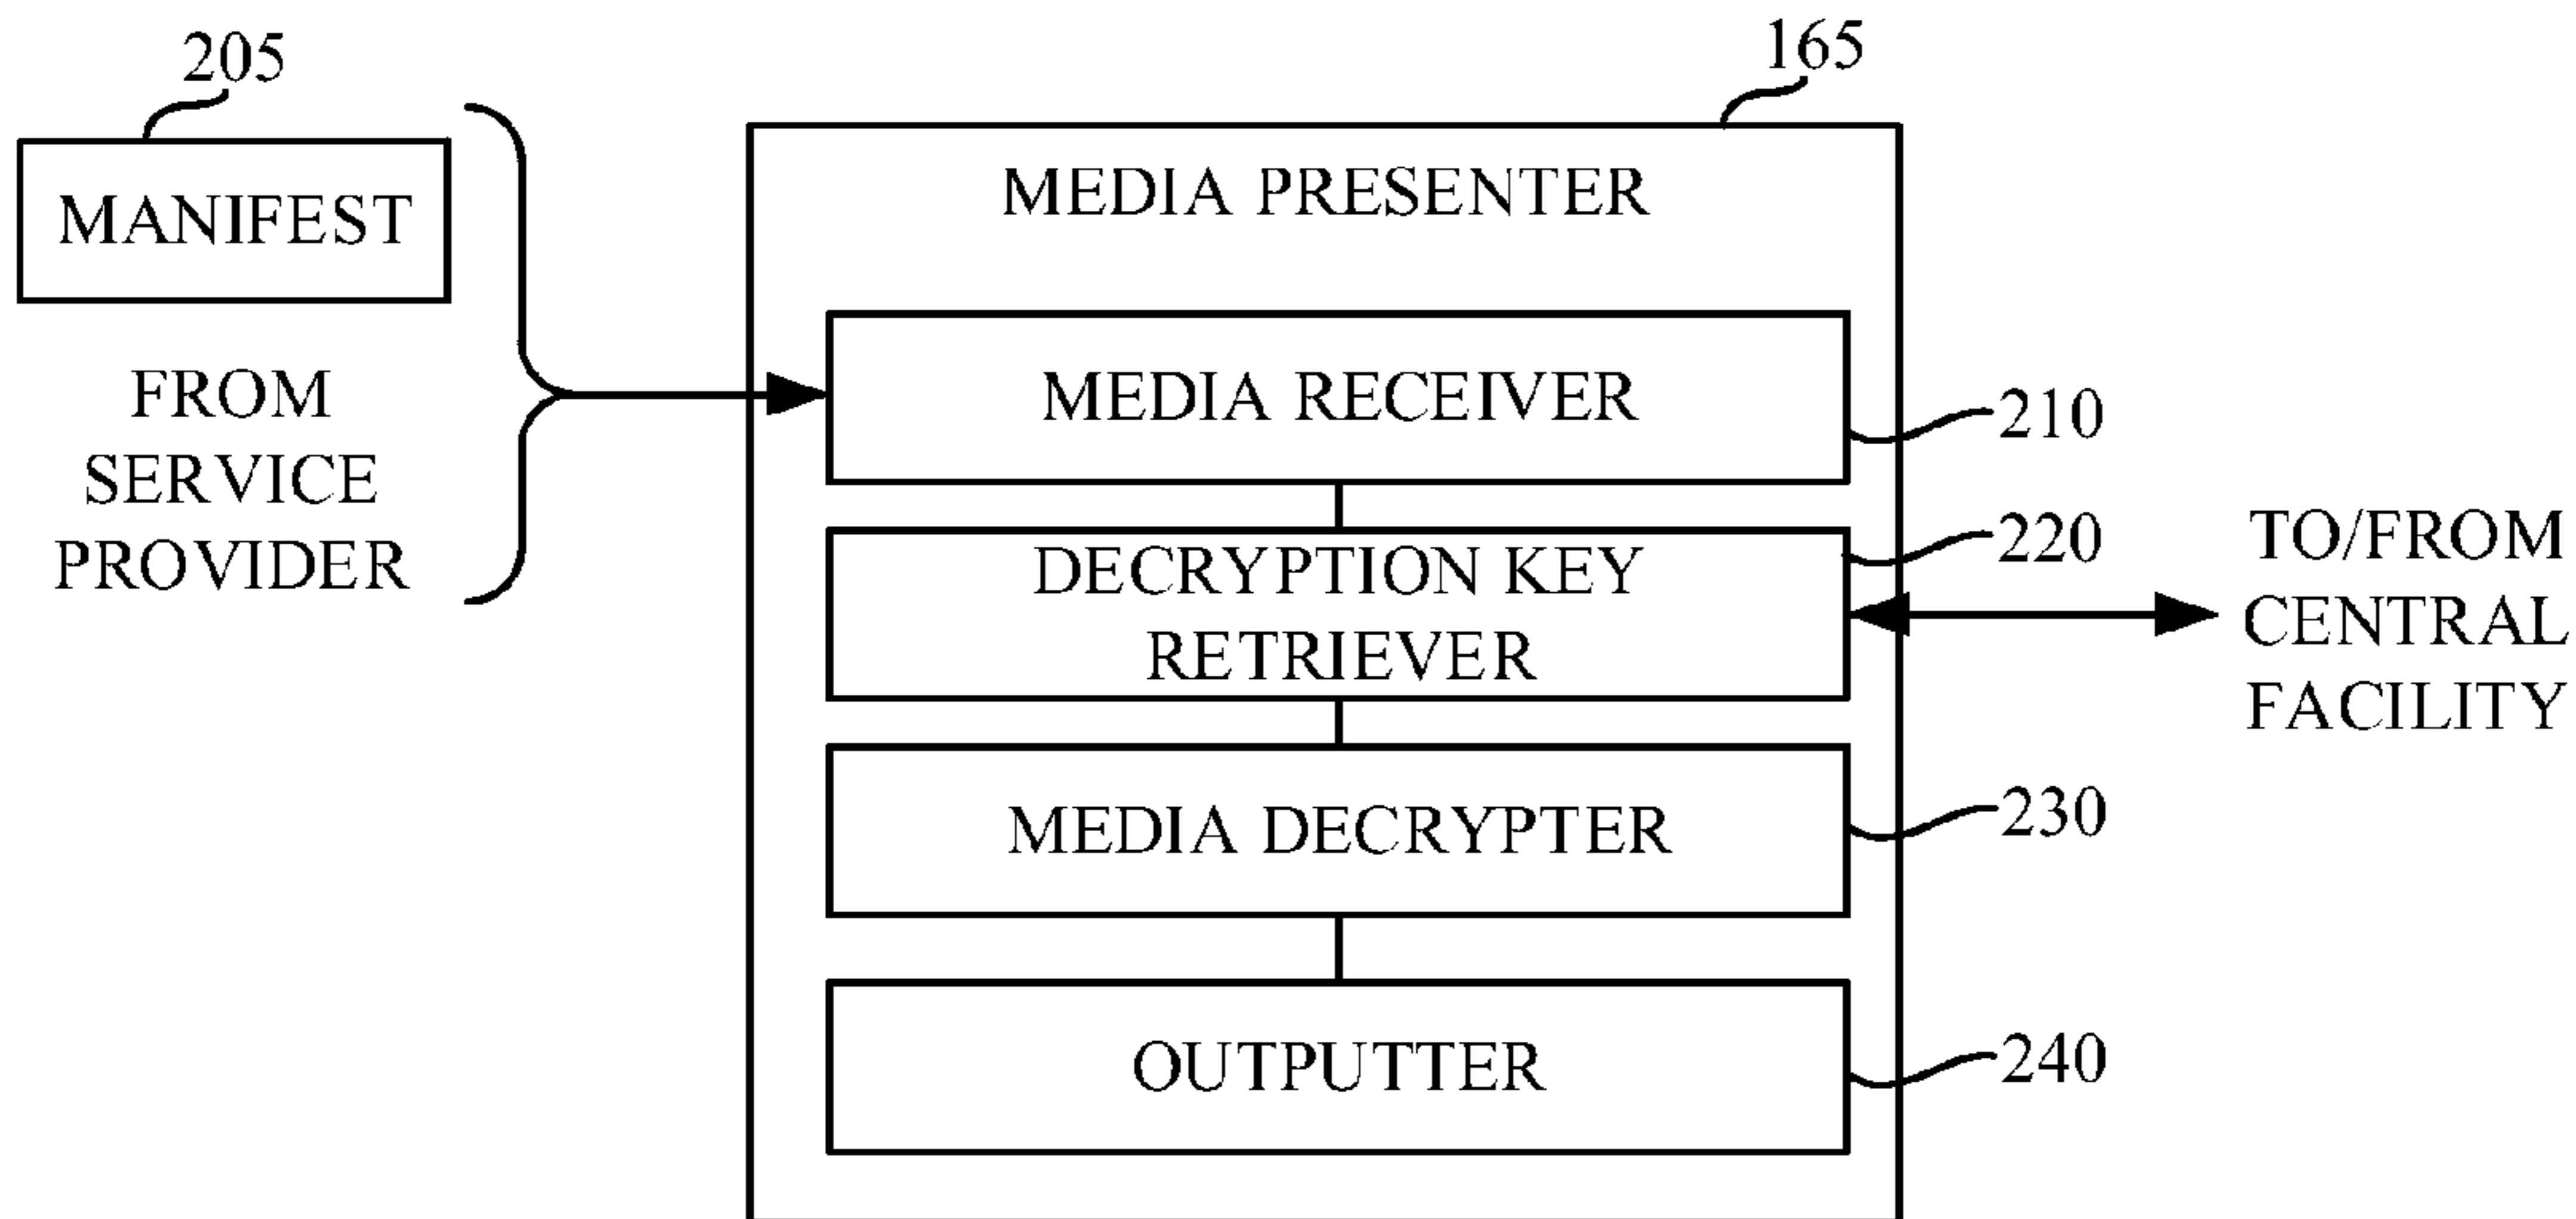 205
MANIFEST
FROM
SERVICE
PROVIDER
165
MEDIA PRESENTER
MEDIA RECEIVER
210
DECRYPTION KEY
RETRIEVER
220
TO/FROM
CENTRAL
FACILITY
MEDIA DECRYPTER
230
OUTPUTTER
240